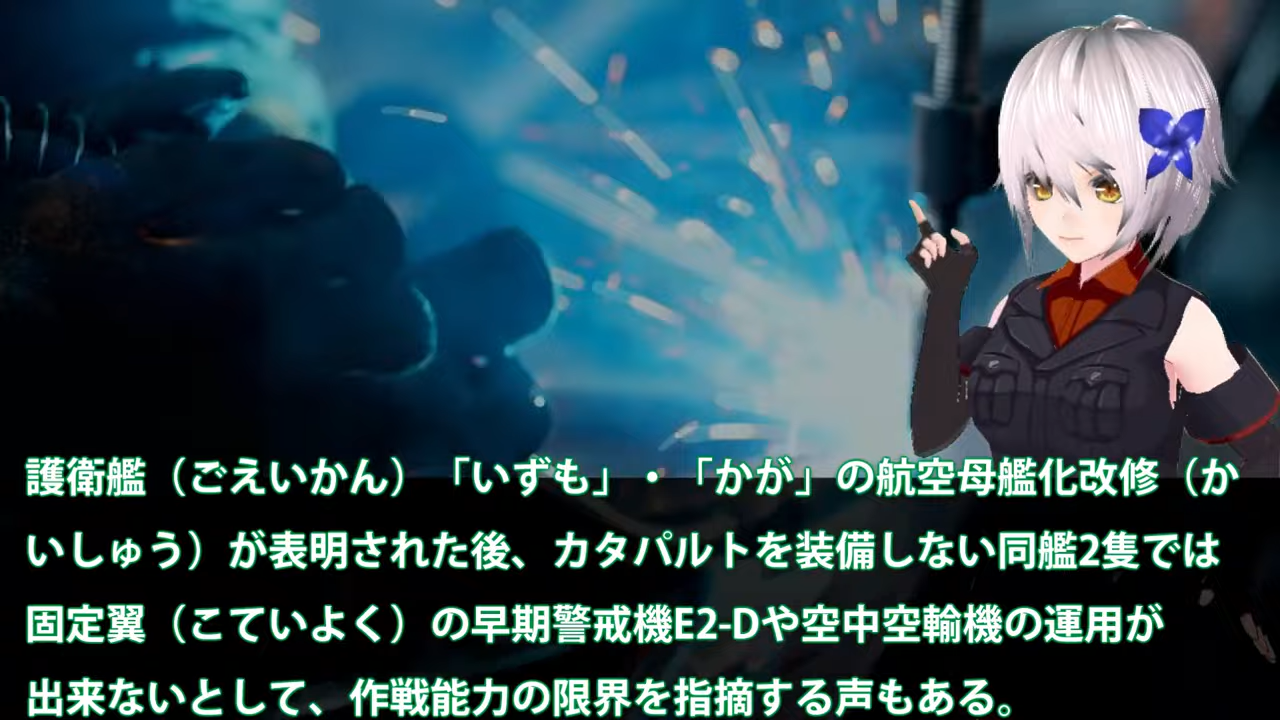 護衛艦（ごえいかん）「いずも」・「かが」の航空母艦化改修（か
いしゅう）が表明された後、カタパルトを装備しない同艦2隻では
固定翼（こていよく）の早期警戒機E2-Dや空中空輸機の運用が
出来ないとして、作戦能力の限界を指摘する声もある。